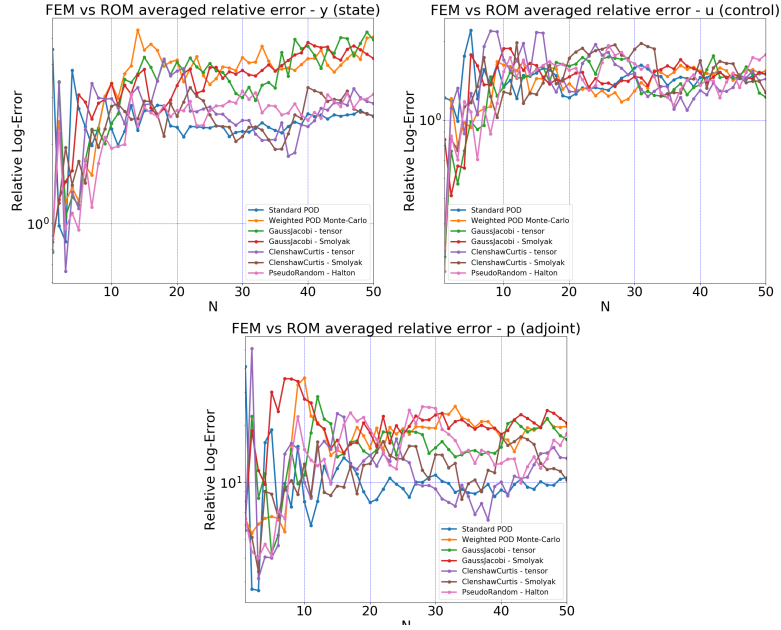 FEM vs ROM averaged relative error - y (state)
Relative Log-Error
10⁰
Standard POD
Weighted POD Monte-Carlo
GaussJacobi - tensor
GaussJacobi - Smolyak
ClenshawCurtis - tensor
ClenshawCurtis - Smolyak
PseudoRandom - Halton
10 20 30 40 50
N
FEM vs ROM averaged relative error - u (control)
Relative Log-Error
10⁰
Standard POD
Weighted POD Monte-Carlo
GaussJacobi - tensor
GaussJacobi - Smolyak
ClenshawCurtis - tensor
ClenshawCurtis - Smolyak
PseudoRandom - Halton
10 20 30 40 50
N
FEM vs ROM averaged relative error - p (adjoint)
Relative Log-Error
10¹
Standard POD
Weighted POD Monte-Carlo
GaussJacobi - tensor
GaussJacobi - Smolyak
ClenshawCurtis - tensor
ClenshawCurtis - Smolyak
PseudoRandom - Halton
10 20 30 40 50
N